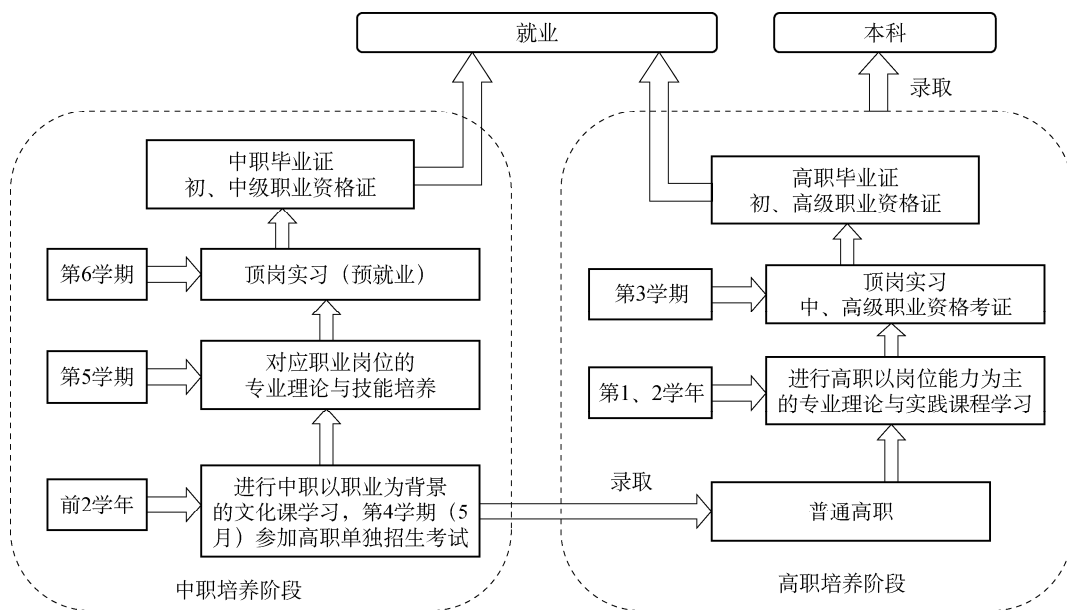 就业
本科
录取
中职毕业证
初、中级职业资格证
第6学期
顶岗实习（预就业）
第5学期
对应职业岗位的
专业理论与技能培养
前2学年
进行中职以职业为背景
的文化课学习，第4学期（5
月）参加高职单独招生考试
中职培养阶段
录取
高职毕业证
初、高级职业资格证
第3学期
顶岗实习
中、高级职业资格考证
第1、2学年
进行高职以岗位能力为主
的专业理论与实践课程学习
普通高职
高职培养阶段